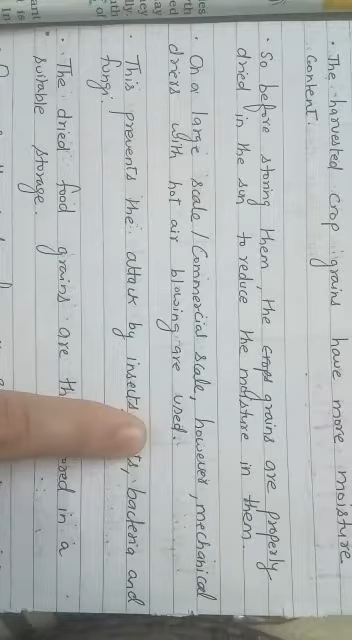 • The harvested crop grains have more moisture
content.
• So before storing them, the grains are properly
dried in the sun to reduce the moisture in them.
• On a large scale / Commercial scale, however, mechanical
driers with hot air blowing are used.
• This prevents the attack by insects, bacteria and
fungi.
• The dried food grains are in a
suitable storage.